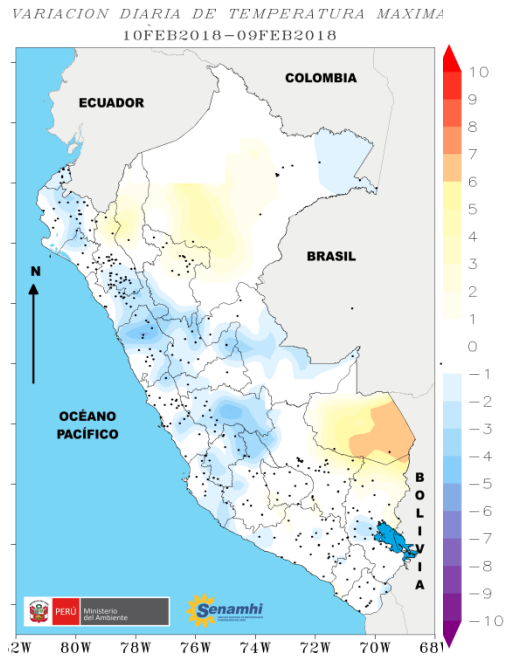 VARIACION DIARIA DE TEMPERATURA MAXIMA
10FEB2018-09FEB2018
COLOMBIA
ECUADOR
BRASIL
N
OCÉANO
PACÍFICO
BOLIVIA
10
9
8
7
6
5
4
3
2
1
0
-1
-2
-3
-4
-5
-6
-7
-8
-9
-10
PERÚ
Ministerio
del Ambiente
Senamhi
2W 80W 78W 76W 74W 72W 70W 68W